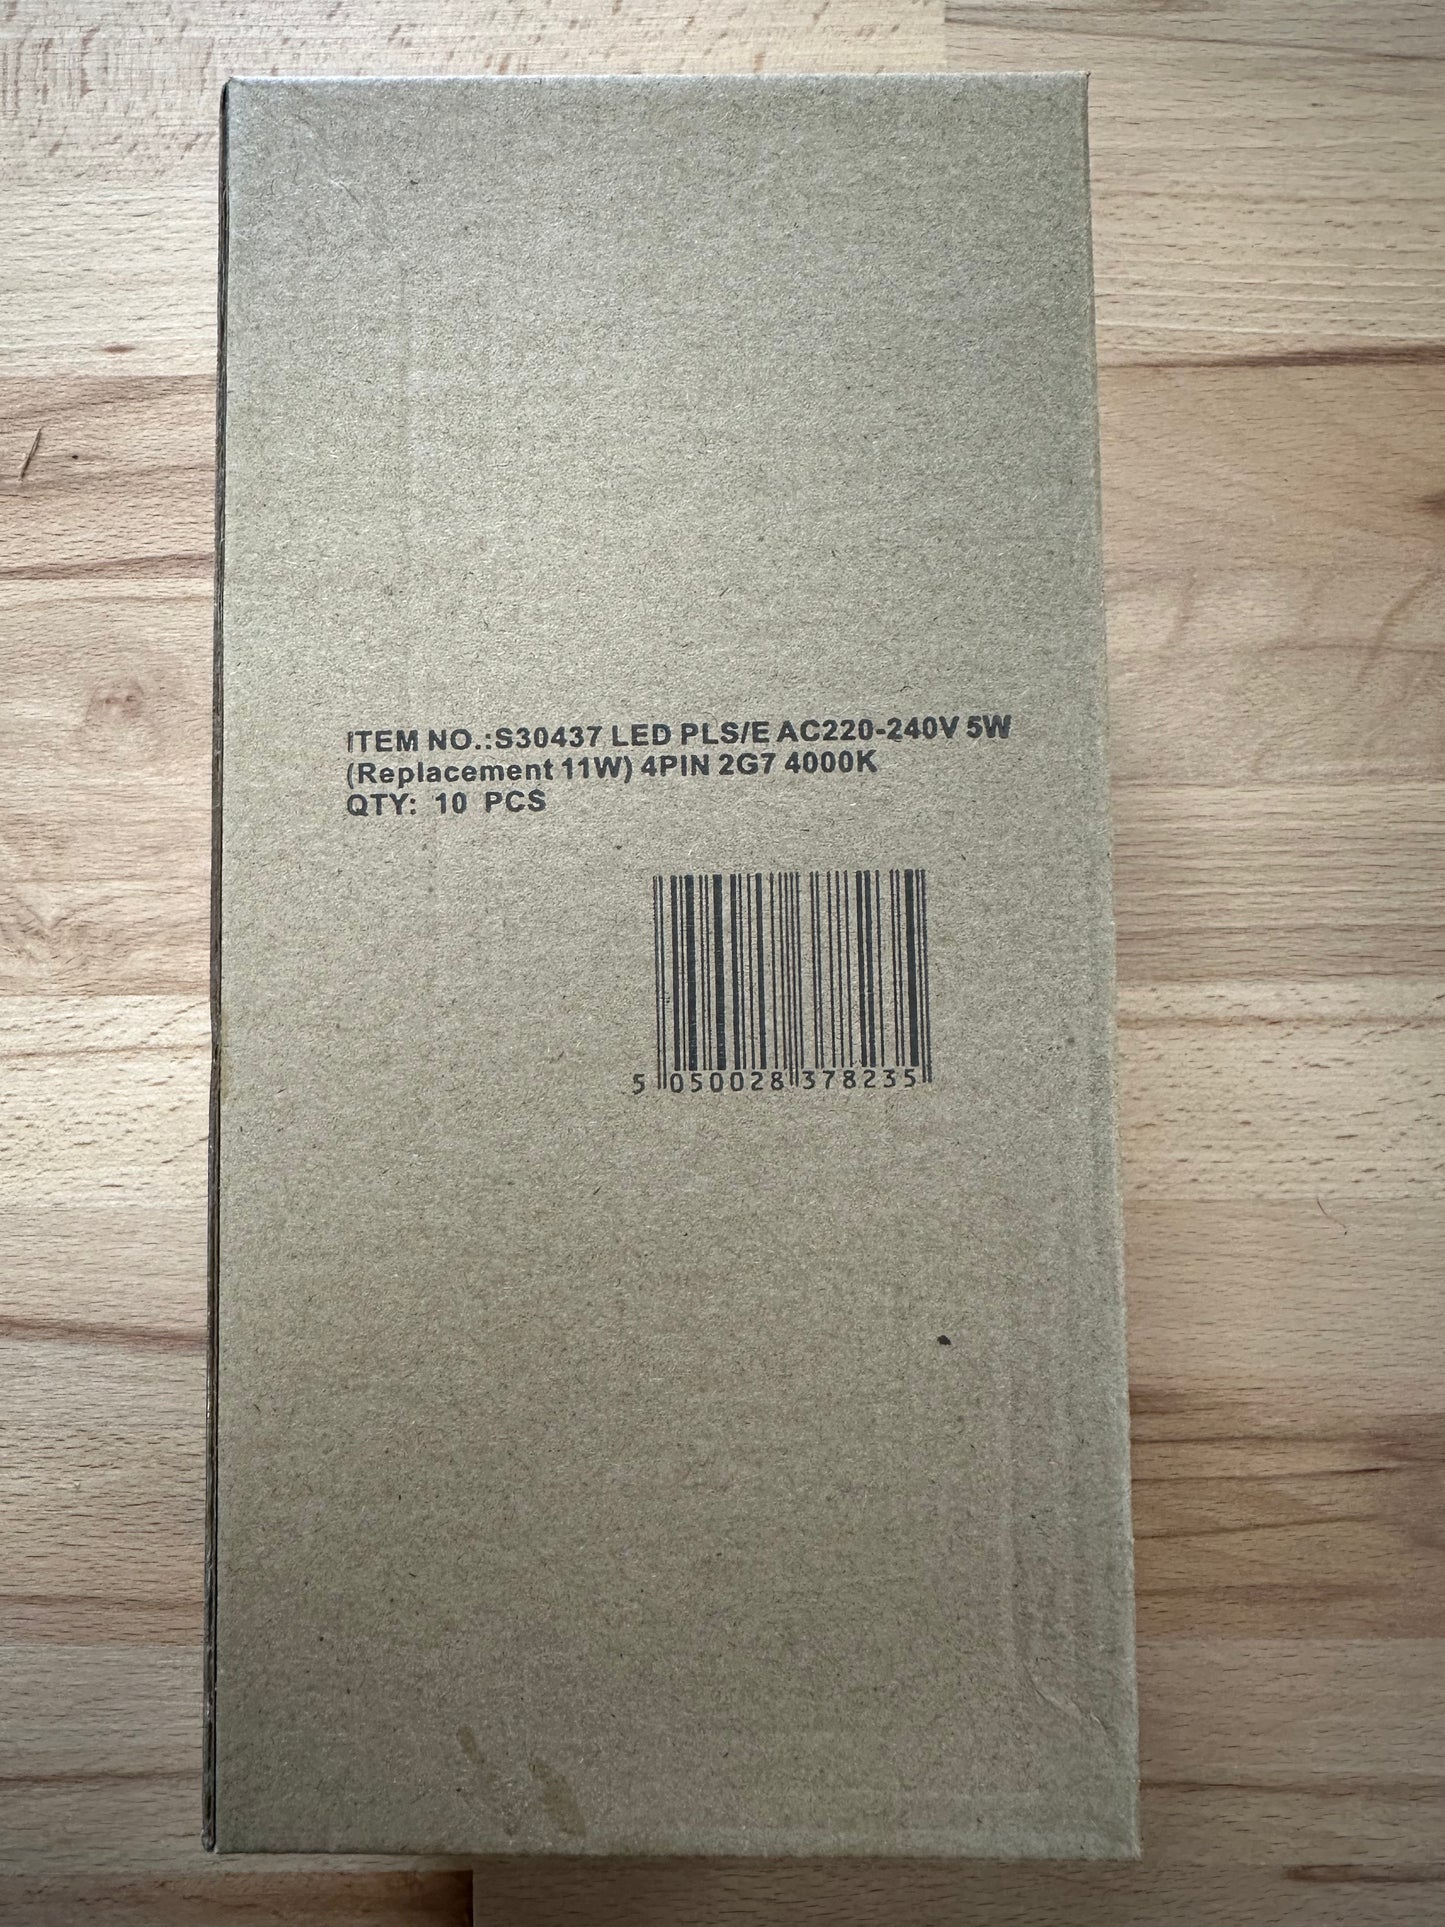 ITEM NO.:S30437 LED PLS/E AC220-240V 5W
(Replacement 11W) 4PIN 2G7 4000K
QTY: 10 PCS
5 050028 378235